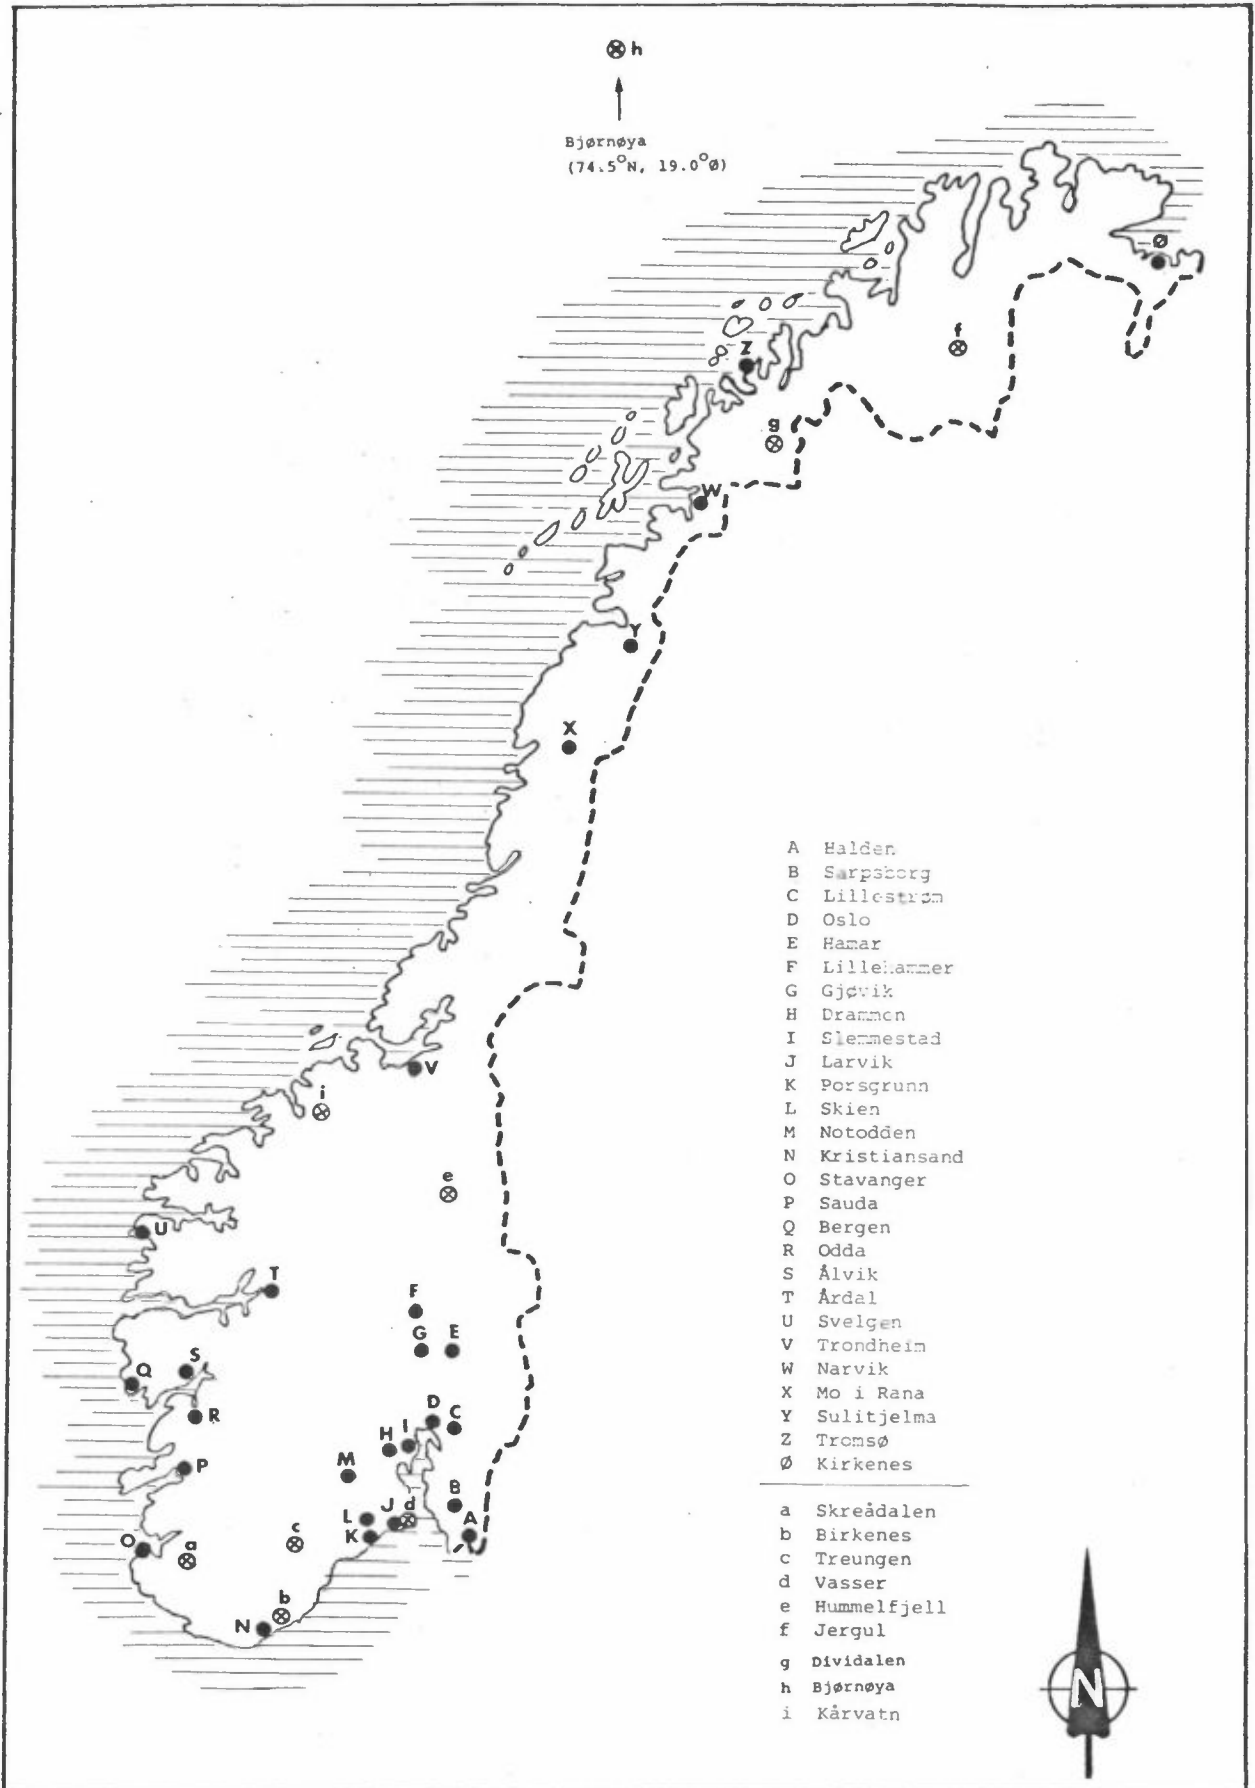 h
Bjørnøya
(74.5°N, 19.0°Ø)
Ø
f
Z
g
W
Y
X
V
i
e
U
T
F
G E
S
Q
R
D
C
I
H
P
M
B
J d
L
A
K
c
O
a
b
N
A Halden
B Sarpsborg
C Lillestrøm
D Oslo
E Hamar
F Lillehammer
G Gjøvik
H Drammen
I Slemmestad
J Larvik
K Porsgrunn
L Skien
M Notodden
N Kristiansand
O Stavanger
P Sauda
Q Bergen
R Odda
S Ålvik
T Årdal
U Svelgen
V Trondheim
W Narvik
X Mo i Rana
Y Sulitjelma
Z Tromsø
Ø Kirkenes
a Skreådalen
b Birkenes
c Treungen
d Vasser
e Hummelfjell
f Jergul
g Dividalen
h Bjørnøya
i Kårvatn
N